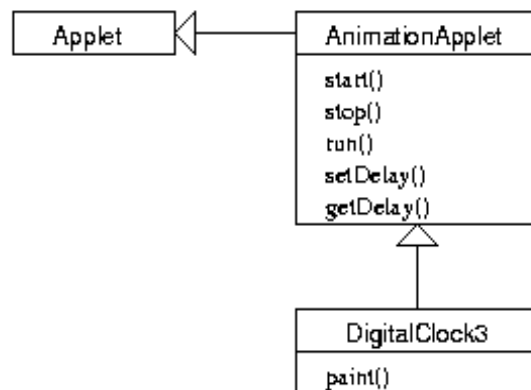 Applet
AnimationApplet
start()
stop()
run()
setDelay()
getDelay()
DigitalClock3
paint()